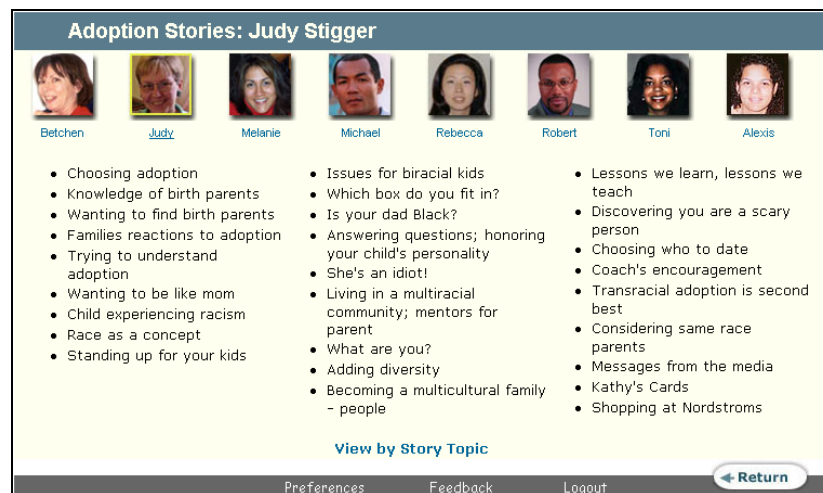 Adoption Stories: Judy Stigger
Betchen
Judy
Melanie
Michael
Rebecca
Robert
Toni
Alexis
• Choosing adoption
• Knowledge of birth parents
• Wanting to find birth parents
• Families reactions to adoption
• Trying to understand
adoption
• Wanting to be like mom
• Child experiencing racism
• Race as a concept
• Standing up for your kids
• Issues for biracial kids
• Which box do you fit in?
• Is your dad Black?
• Answering questions; honoring
your child's personality
• She's an idiot!
• Living in a multiracial
community; mentors for
parent
• What are you?
• Adding diversity
• Becoming a multicultural family
- people
• Lessons we learn, lessons we
teach
• Discovering you are a scary
person
• Choosing who to date
• Coach's encouragement
• Transracial adoption is second
best
• Considering same race
parents
• Messages from the media
• Kathy's Cards
• Shopping at Nordstroms
View by Story Topic
Preferences
Feedback
Logout
Return